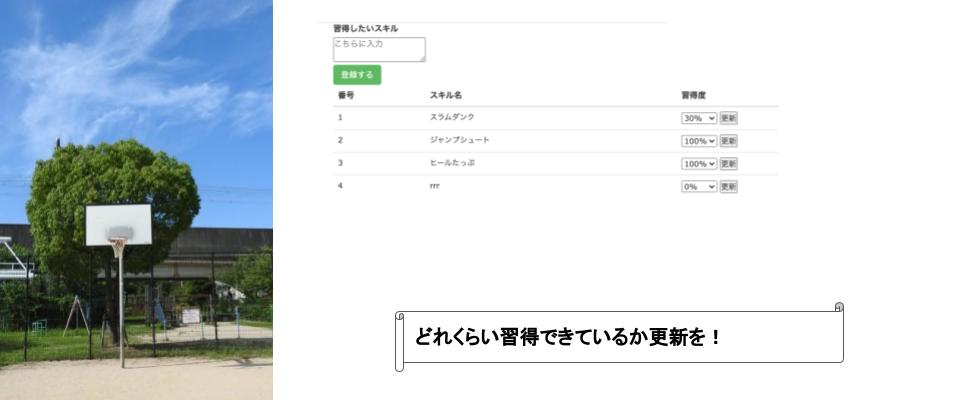 習得したいスキル
こちらに入力
登録する
番号 スキル名 習得度
1 スラムダンク 30% 更新
2 ジャンプシュート 100% 更新
3 ヒールたっぷ 100% 更新
4 rrr 0% 更新
どれくらい習得できているか更新を！